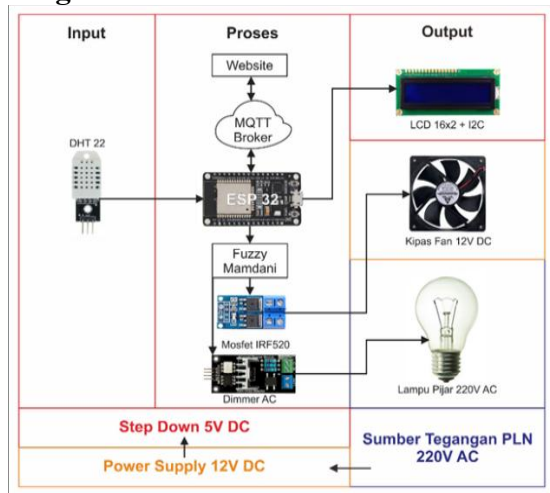 Input
Proses
Output
Website
MQTT
Broker
LCD 16x2 + I2C
DHT 22
ESP 32
Kipas Fan 12V DC
Fuzzy
Mamdani
Mosfet IRF520
Dimmer AC
Lampu Pijar 220V AC
Step Down 5V DC
Power Supply 12V DC
Sumber Tegangan PLN
220V AC